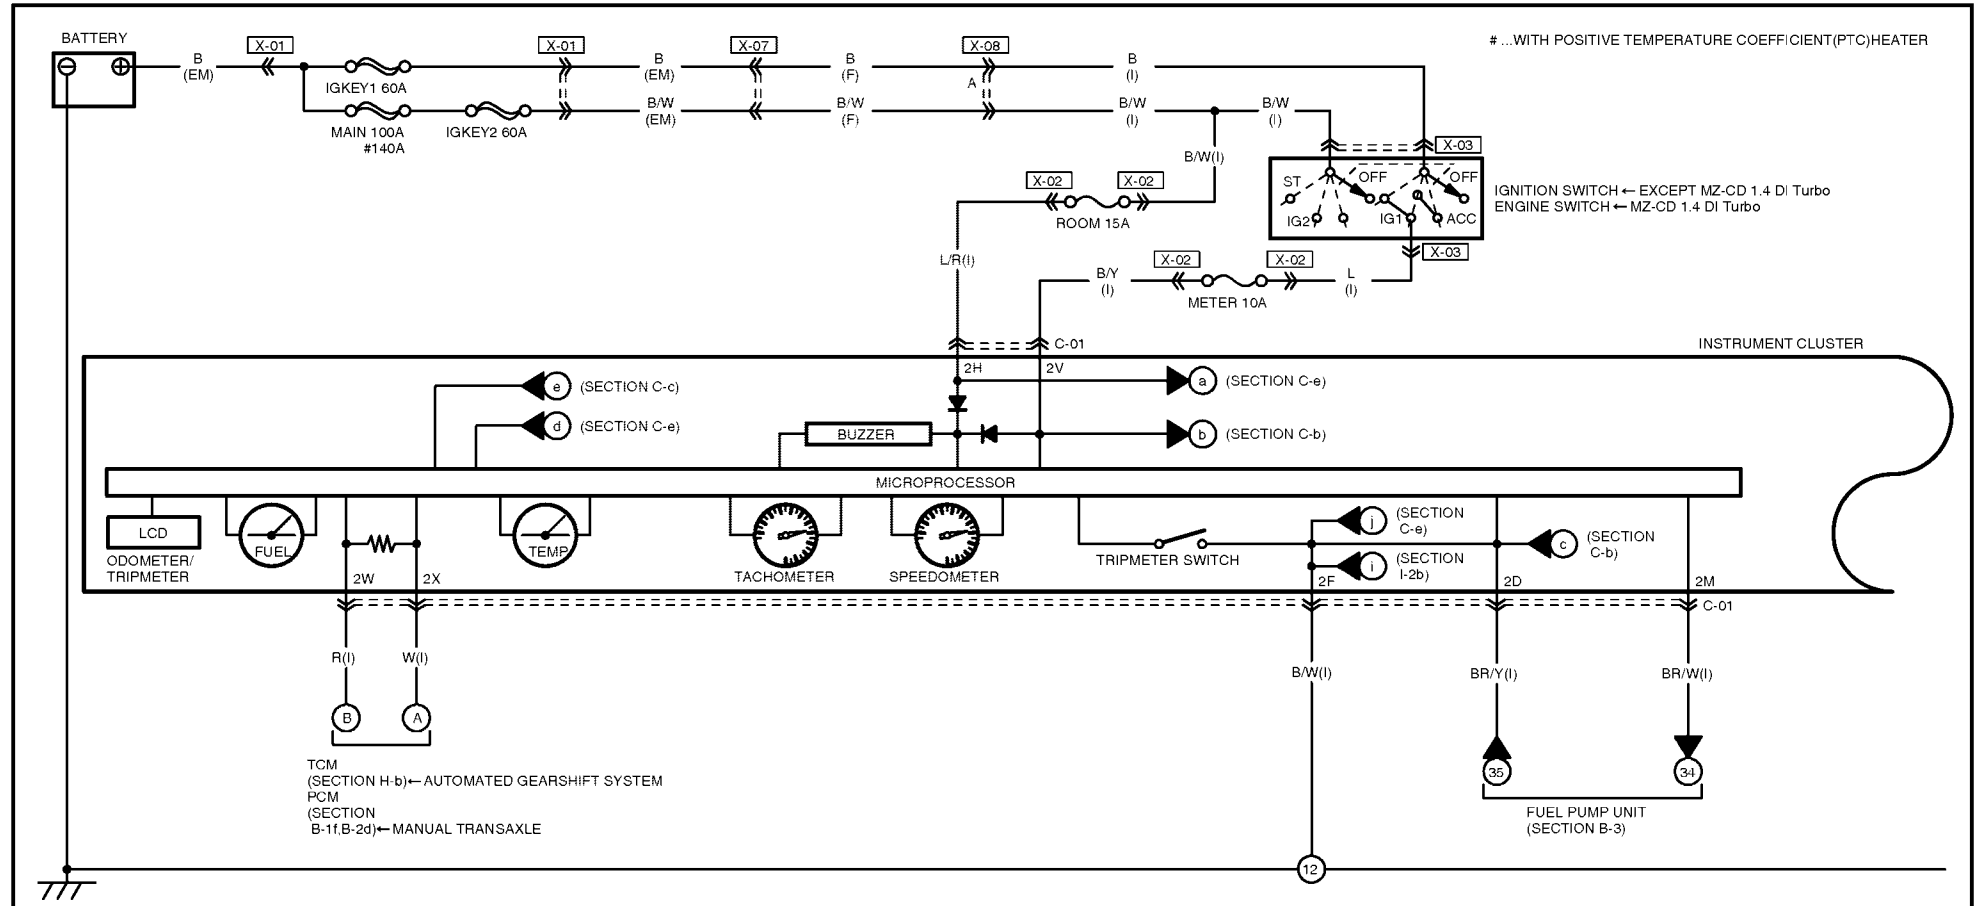 BATTERY
B
(EM)
X-01
IGKEY1 60A
MAIN 100A
#140A
IGKEY2 60A
X-01
B
(EM)
B/W
(EM)
X-07
B
(F)
B/W
(F)
X-08
A
B
(I)
B/W
(I)
B/W
(I)
# ...WITH POSITIVE TEMPERATURE COEFFICIENT(PTC)HEATER
B/W(I)
X-03
X-02
X-02
ROOM 15A
ST
OFF
OFF
IG2
IG1
ACC
IGNITION SWITCH ← EXCEPT MZ-CD 1.4 DI Turbo
ENGINE SWITCH ← MZ-CD 1.4 DI Turbo
X-03
L/R(I)
B/Y
(I)
X-02
X-02
METER 10A
L
(I)
C-01
INSTRUMENT CLUSTER
2H
2V
e (SECTION C-c)
a (SECTION C-e)
d (SECTION C-e)
BUZZER
b (SECTION C-b)
MICROPROCESSOR
LCD
ODOMETER/
TRIPMETER
FUEL
TEMP
TACHOMETER
SPEEDOMETER
TRIPMETER SWITCH
j (SECTION
C-e)
c (SECTION
C-b)
i (SECTION
I-2b)
2W
2X
2F
2D
2M
C-01
R(I)
W(I)
B/W(I)
BR/Y(I)
BR/W(I)
B
A
TCM
(SECTION H-b)← AUTOMATED GEARSHIFT SYSTEM
PCM
(SECTION
B-1f,B-2d)← MANUAL TRANSAXLE
35
34
FUEL PUMP UNIT
(SECTION B-3)
12